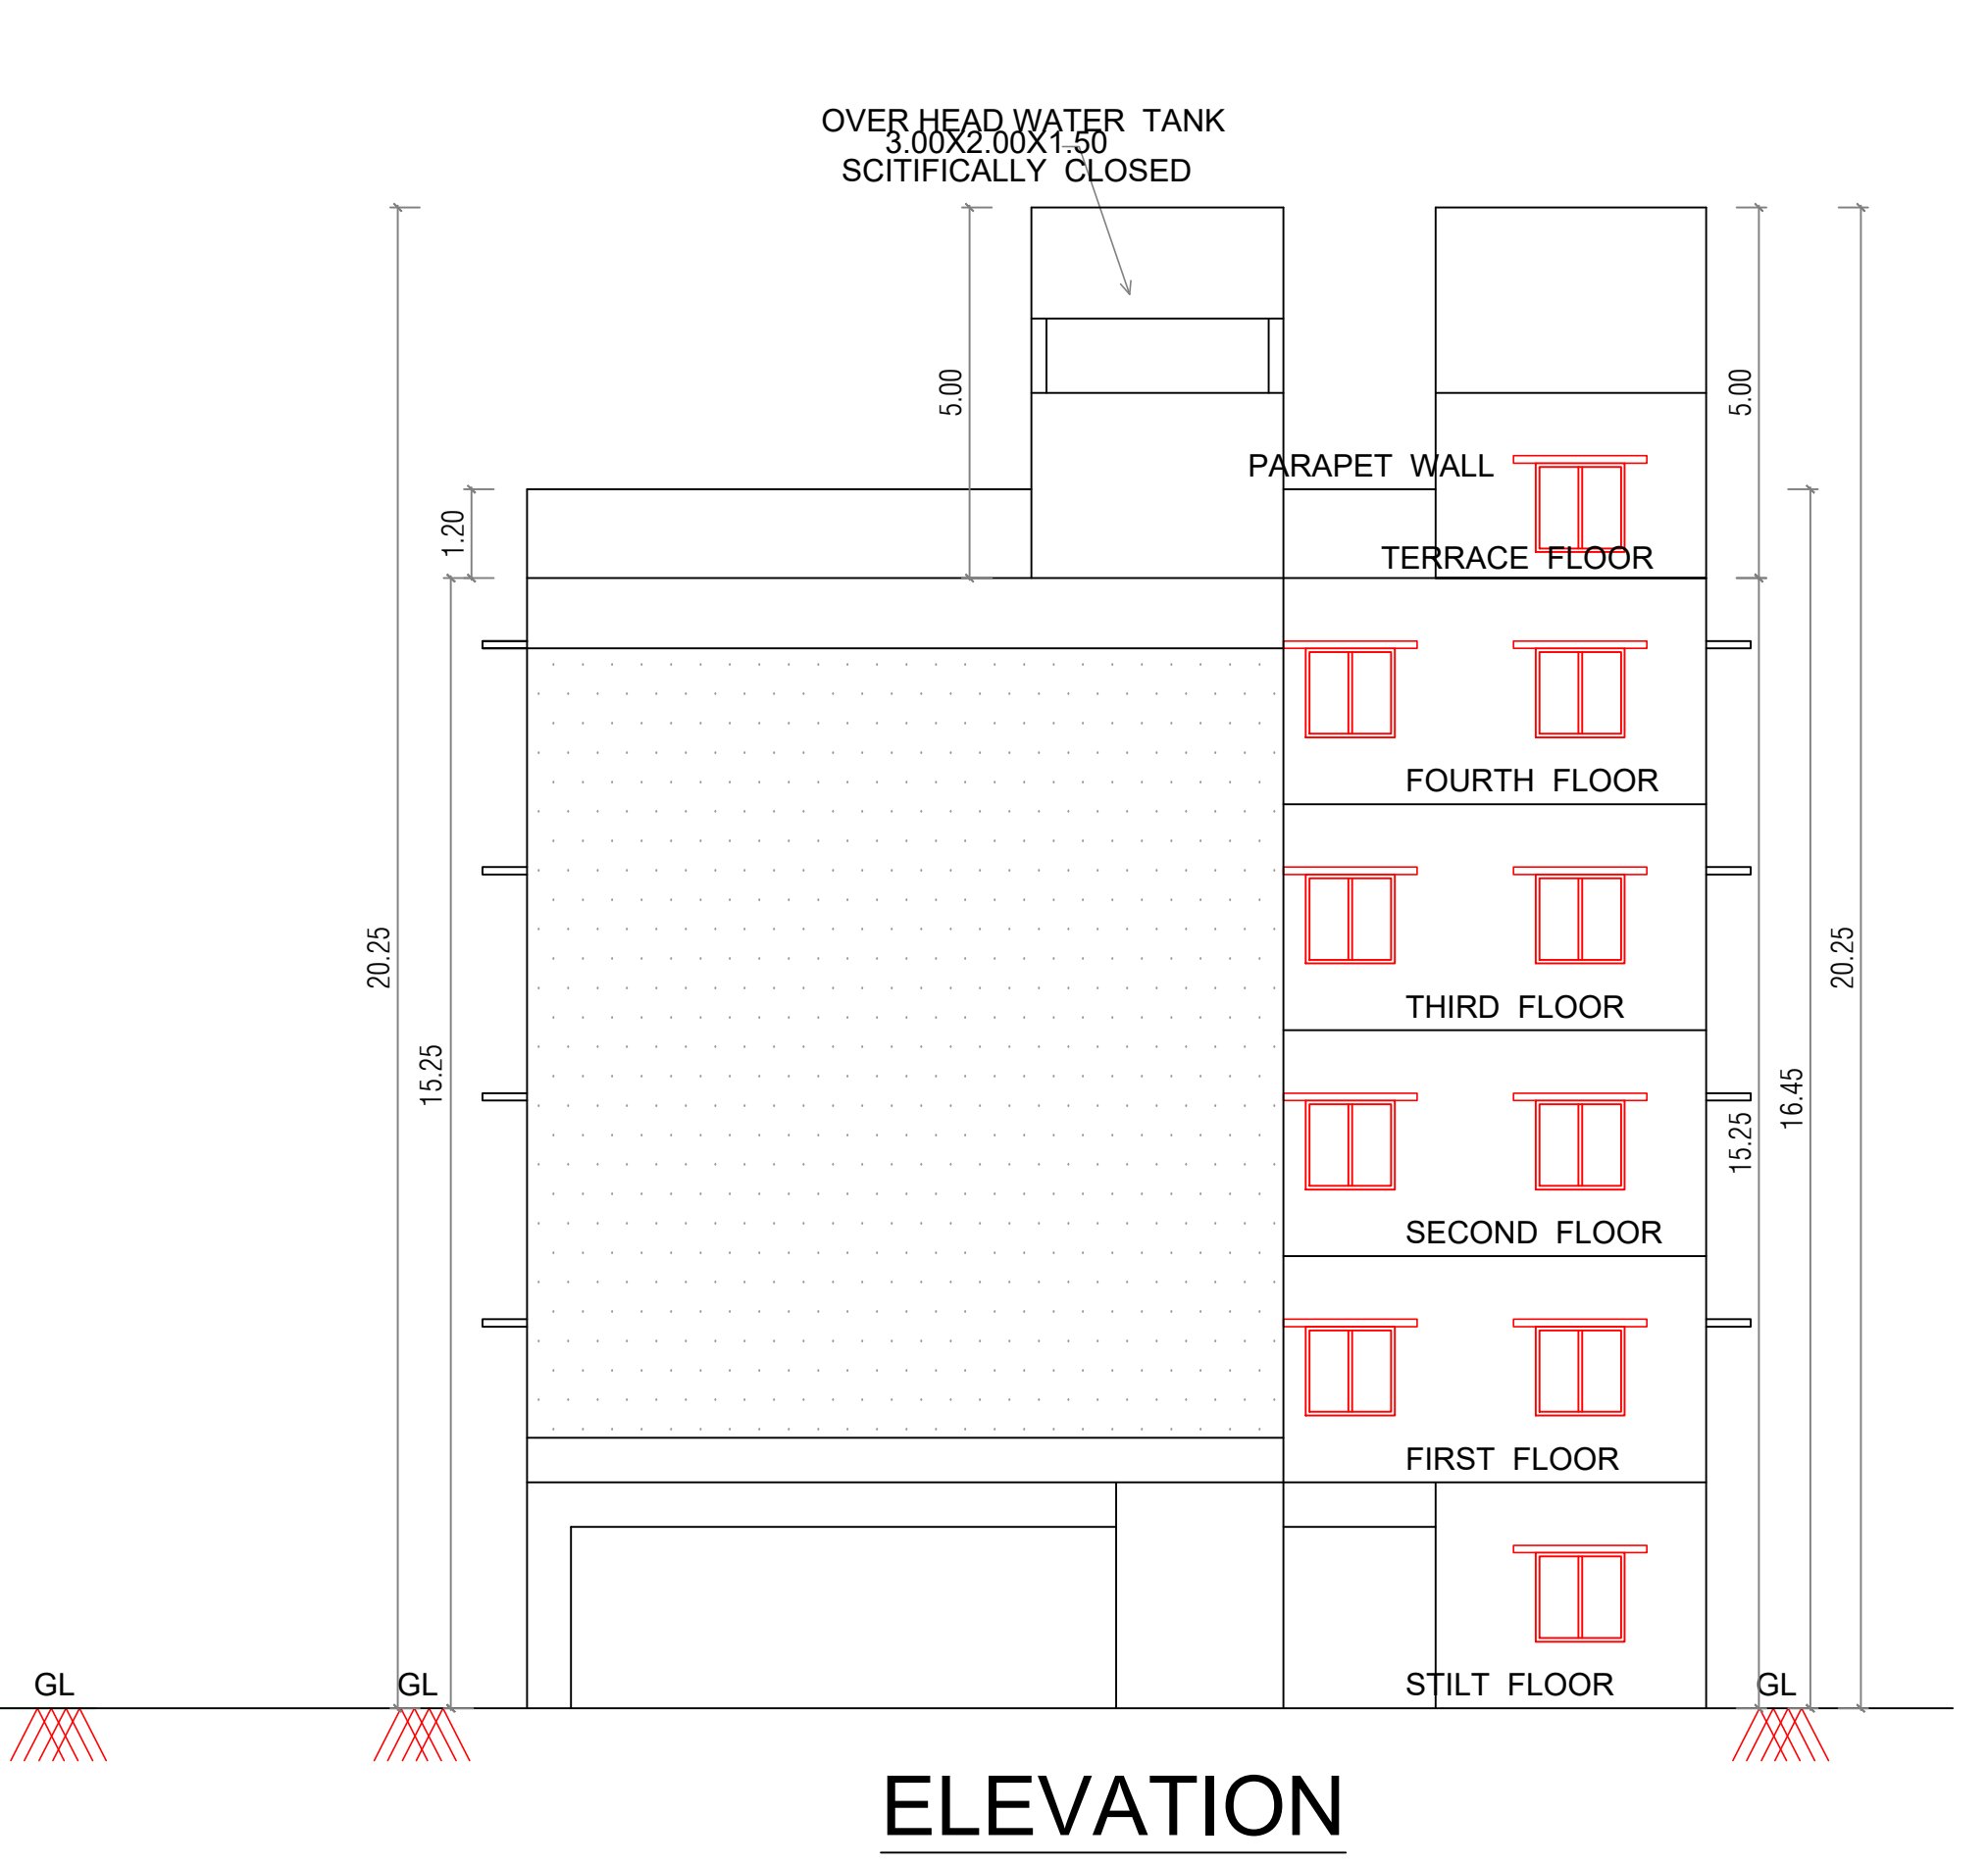 OVER HEAD WATER TANK
3.00X2.00X1.50
SCITIFICALLY CLOSED
5.00
5.00
PARAPET WALL
1.20
TERRACE FLOOR
FOURTH FLOOR
20.25
20.25
THIRD FLOOR
15.25
16.45
15.25
SECOND FLOOR
FIRST FLOOR
GL
GL
STILT FLOOR
GL
ELEVATION